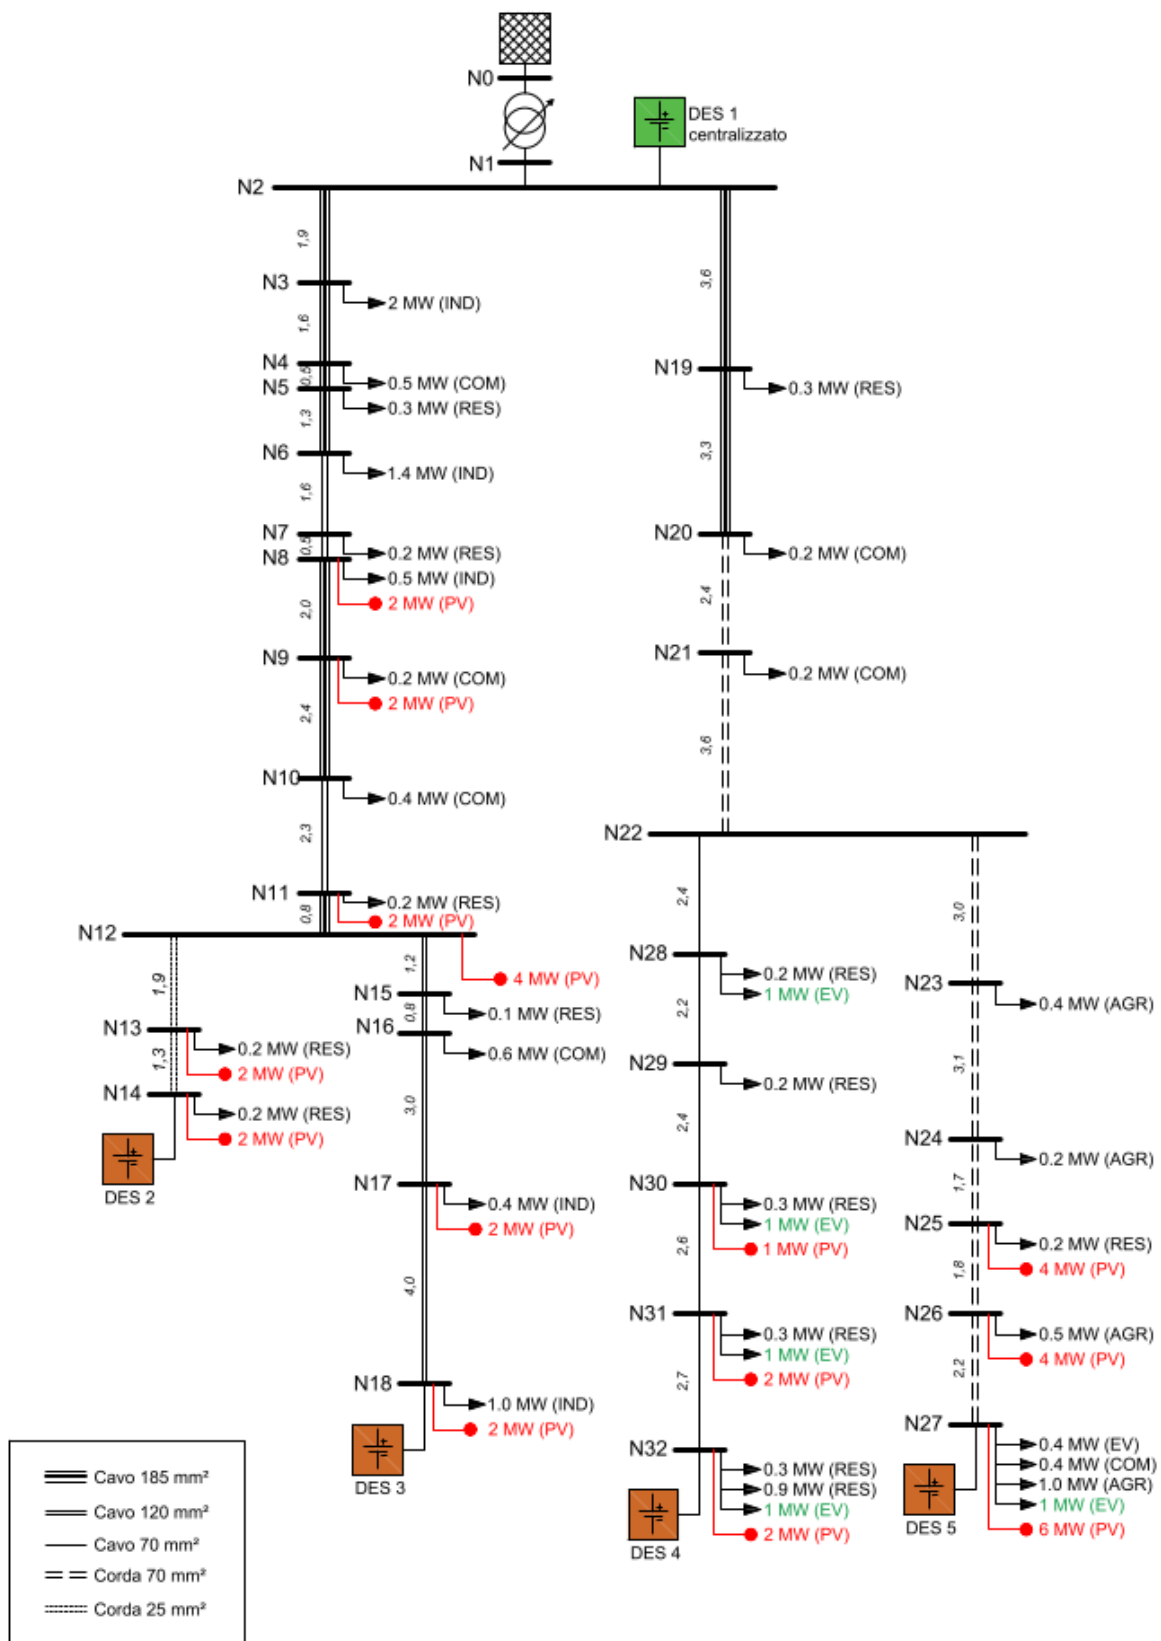 N0
DES 1
centralizzato
N1
N2
1,9
N3
2 MW (IND)
1,6
N4
0.5 MW (COM)
0,5
N5
0.3 MW (RES)
1,3
N6
1.4 MW (IND)
1,6
N7
0.2 MW (RES)
0,5
N8
0.5 MW (IND)
2 MW (PV)
2,0
N9
0.2 MW (COM)
2 MW (PV)
2,4
N10
0.4 MW (COM)
2,3
N11
0.2 MW (RES)
2 MW (PV)
0,8
N12
4 MW (PV)
1,9
N13
0.2 MW (RES)
2 MW (PV)
1,3
N14
0.2 MW (RES)
2 MW (PV)
DES 2
1,2
N15
0.1 MW (RES)
0,8
N16
0.6 MW (COM)
3,0
N17
0.4 MW (IND)
2 MW (PV)
4,0
N18
1.0 MW (IND)
2 MW (PV)
DES 3
3,6
N19
0.3 MW (RES)
3,3
N20
0.2 MW (COM)
2,4
N21
0.2 MW (COM)
3,6
N22
2,4
N28
0.2 MW (RES)
1 MW (EV)
2,2
N29
0.2 MW (RES)
2,4
N30
0.3 MW (RES)
1 MW (EV)
1 MW (PV)
2,6
N31
0.3 MW (RES)
1 MW (EV)
2 MW (PV)
2,7
N32
0.3 MW (RES)
0.9 MW (RES)
1 MW (EV)
2 MW (PV)
DES 4
3,0
N23
0.4 MW (AGR)
3,1
N24
0.2 MW (AGR)
1,7
N25
0.2 MW (RES)
4 MW (PV)
1,8
N26
0.5 MW (AGR)
4 MW (PV)
2,2
N27
0.4 MW (EV)
0.4 MW (COM)
1.0 MW (AGR)
1 MW (EV)
6 MW (PV)
DES 5
Cavo 185 mm²
Cavo 120 mm²
Cavo 70 mm²
Corda 70 mm²
Corda 25 mm²